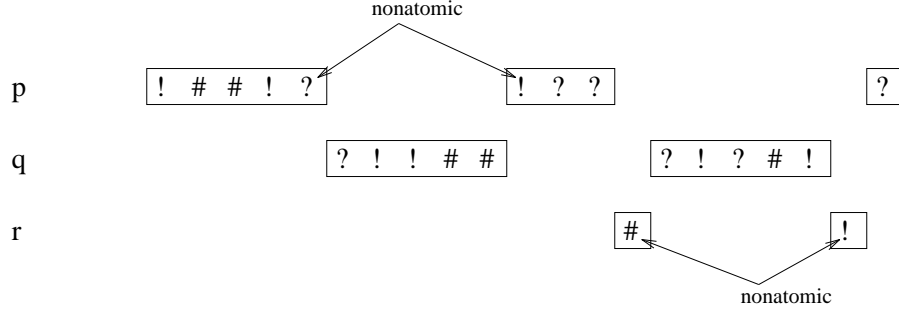 nonatomic
p ! # # ! ? ! ? ? ?
q ? ! ! # # ? ! ? # !
r # !
nonatomic